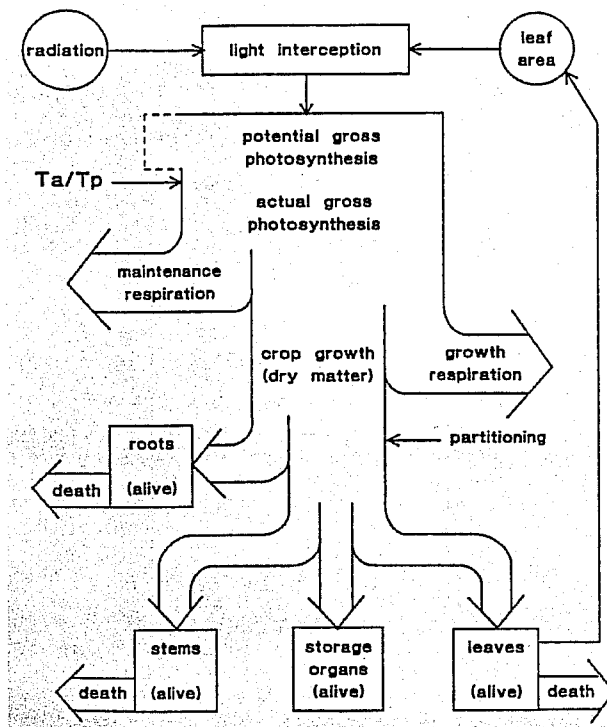 radiation
light interception
leaf
area
potential gross
photosynthesis
Ta/Tp
actual gross
photosynthesis
maintenance
respiration
crop growth
(dry matter)
growth
respiration
partitioning
roots
(alive)
death
stems
(alive)
death
storage
organs
(alive)
leaves
(alive)
death